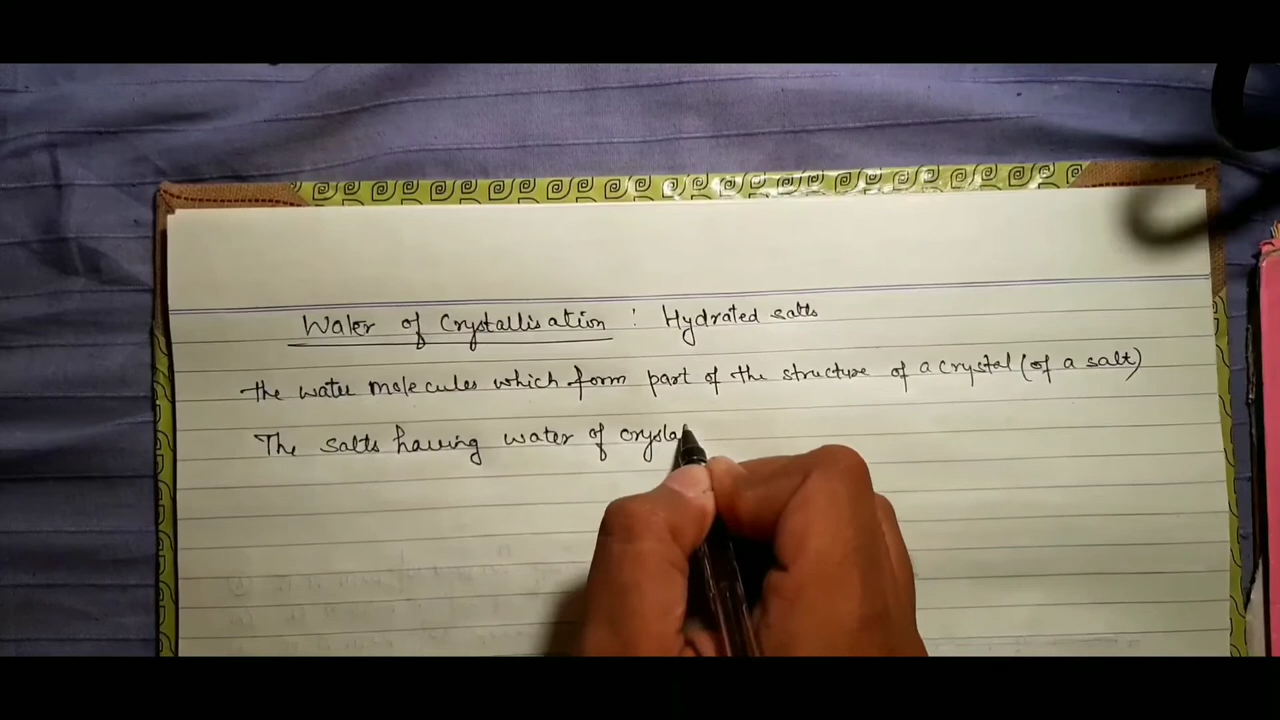 Water of Crystallisation : Hydrated salts
the water molecules which form part of the structure of a crystal (of a salt)
The salts having water of crysta